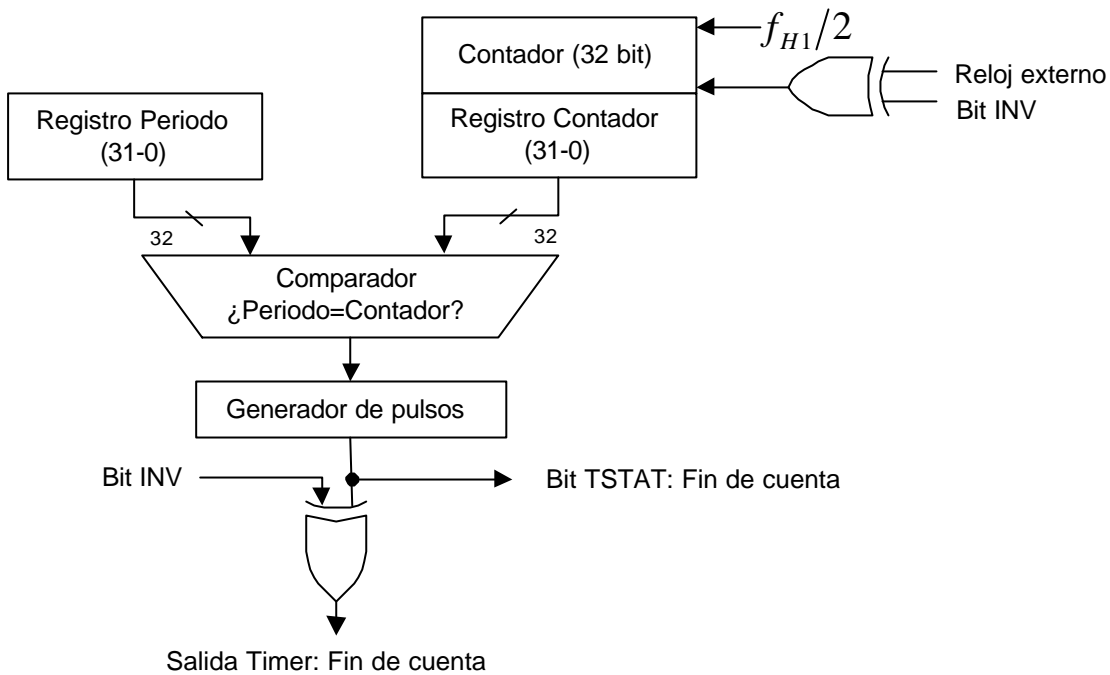 f_H1/2
Contador (32 bit)
Reloj externo
Bit INV
Registro Periodo
(31-0)
Registro Contador
(31-0)
32
32
Comparador
¿Periodo=Contador?
Generador de pulsos
Bit INV
Bit TSTAT: Fin de cuenta
Salida Timer: Fin de cuenta